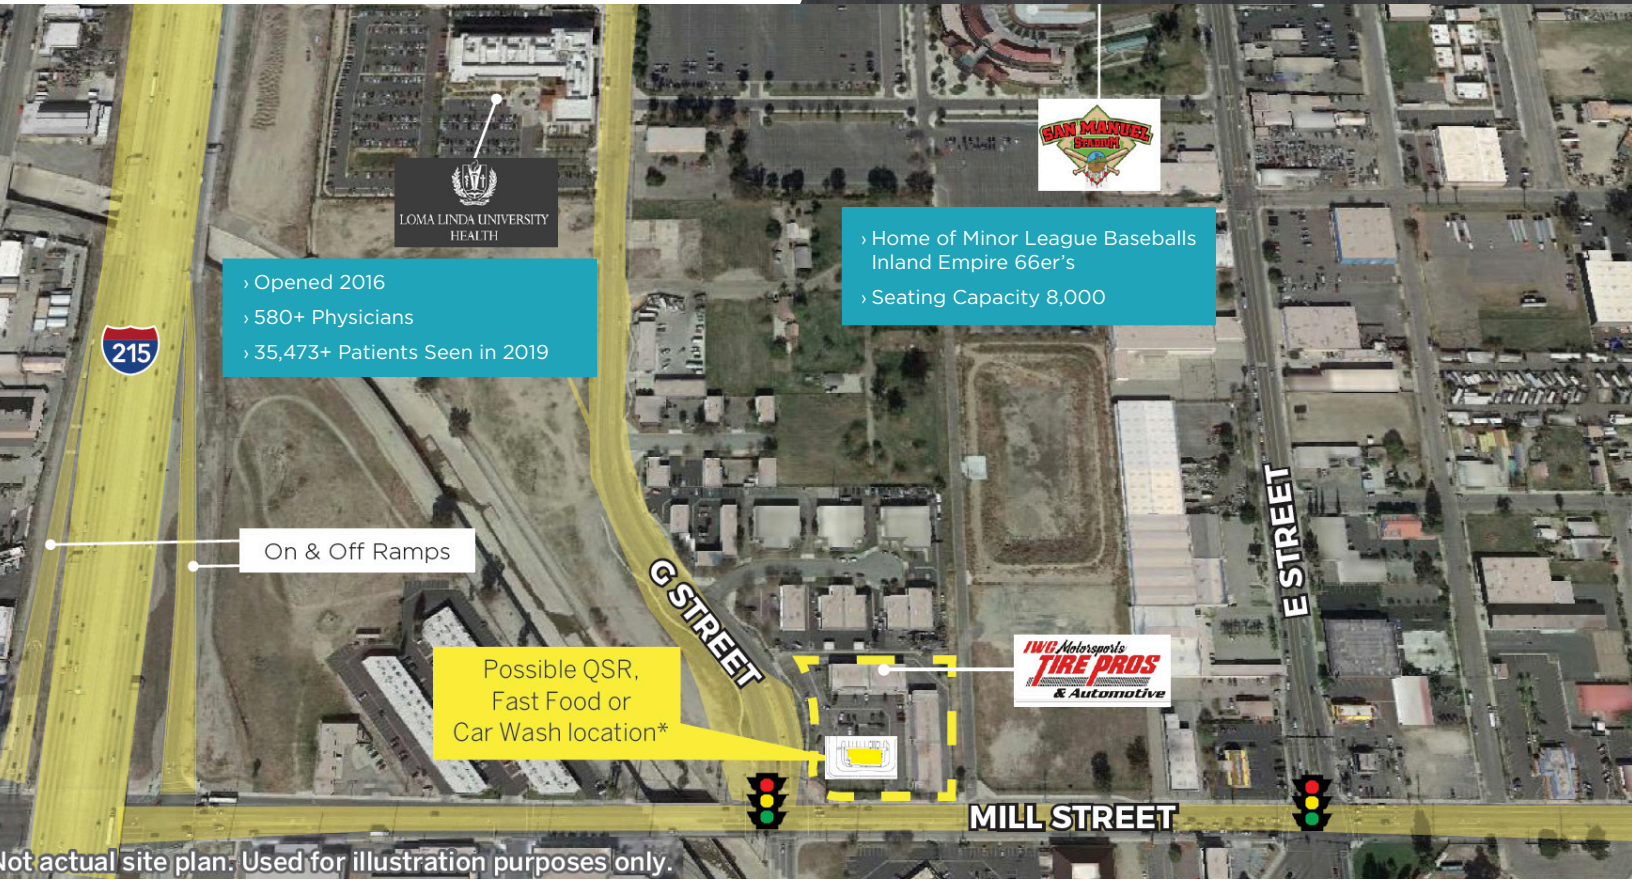 SAN MANUEL
STADIUM
LOMA LINDA UNIVERSITY
HEALTH
› Home of Minor League Baseballs
Inland Empire 66er’s
› Seating Capacity 8,000
› Opened 2016
› 580+ Physicians
› 35,473+ Patients Seen in 2019
215
On & Off Ramps
E STREET
G STREET
IWG Motorsports
TIRE PROS
& Automotive
Possible QSR,
Fast Food or
Car Wash location*
MILL STREET
Not actual site plan. Used for illustration purposes only.